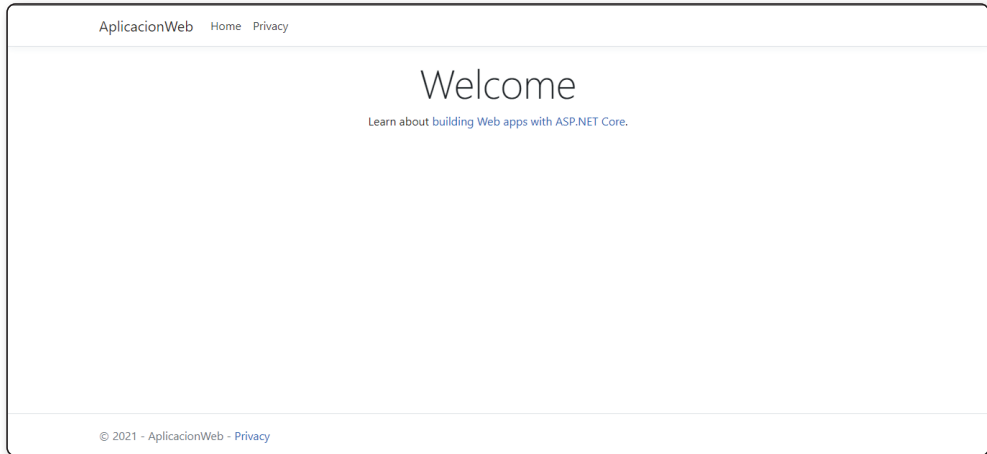 AplicacionWeb Home Privacy
Welcome
Learn about building Web apps with ASP.NET Core.
© 2021 - AplicacionWeb - Privacy